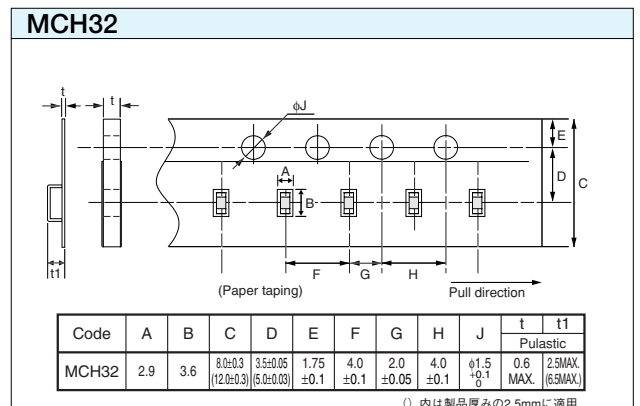 MCH32
t
t
φJ
A
B
E
D
C
F
G
H
t1
(Paper taping)
Pull direction
Code A B C D E F G H J t t1
Pulastic
MCH32 2.9 3.6 8.0±0.3 3.5±0.05 1.75 4.0 2.0 4.0 φ1.5 0.6 2.5MAX.
(12.0±0.3) (5.0±0.03) ±0.1 ±0.1 ±0.05 ±0.1 +0.1 0 MAX. (6.5MAX.)
( ) 内は製品厚みの2.5mmに適用